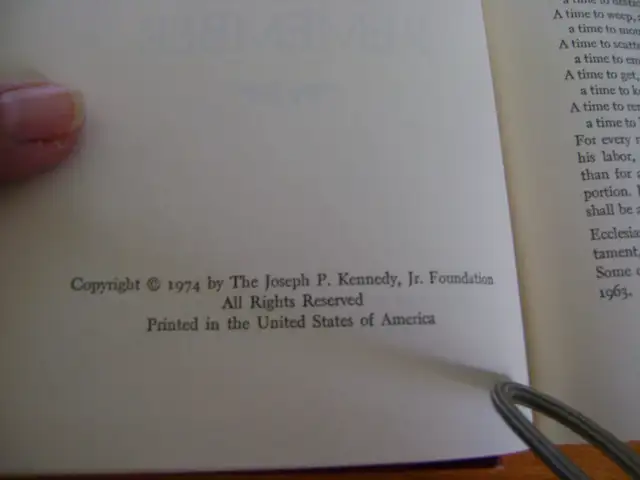 Copyright © 1974 by The Joseph P. Kennedy, Jr. Foundation
All Rights Reserved
Printed in the United States of America
A time to weep,
a time to
A time to
a time to
A time to get,
a time to
A time to
a time to
For every
his labor,
than for
portion.
shall be a
tament.
Some
1963.